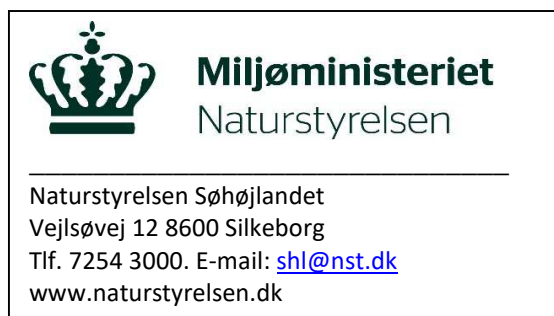 Miljøministeriet
Naturstyrelsen
Naturstyrelsen Søhøjlandet
Vejlsøvej 12 8600 Silkeborg
Tlf. 7254 3000. E-mail: shl@nst.dk
www.naturstyrelsen.dk